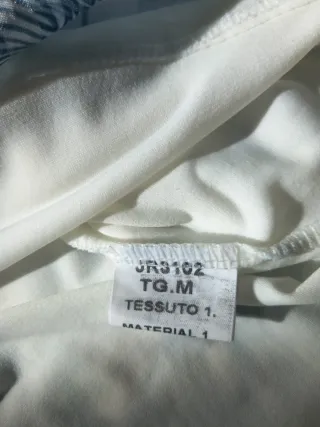 JR3102
TG.M
TESSUTO 1.
MATERIAL 1